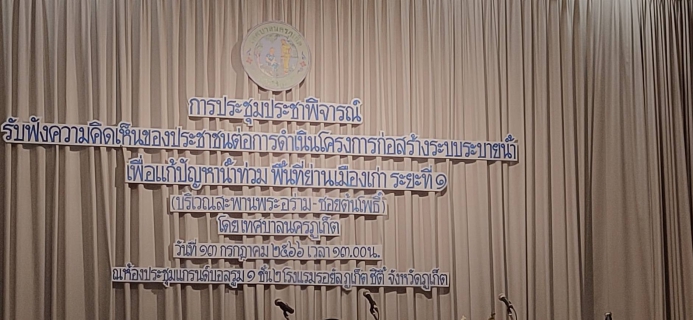 การประชุมประชาพิจารณ์
รับฟังความคิดเห็นของประชาชนต่อการดำเนินโครงการก่อสร้างระบบระบายน้ำ
เพื่อแก้ปัญหาน้ำท่วม พื้นที่ย่านเมืองเก่า ระยะที่ ๑
(บริเวณสะพานพระอร่าม-ซอยต้นโพธิ์)
โดยเทศบาลนครภูเก็ต
วันที่ ๑๓ กรกฎาคม ๒๕๖๖ เวลา ๑๓.๐๐น.
ณห้องประชุมแกรนด์บอลรูม ๑ ชั้น๒โรงแรมรอยัล ภูเก็ต ซิตี้ จังหวัดภูเก็ต